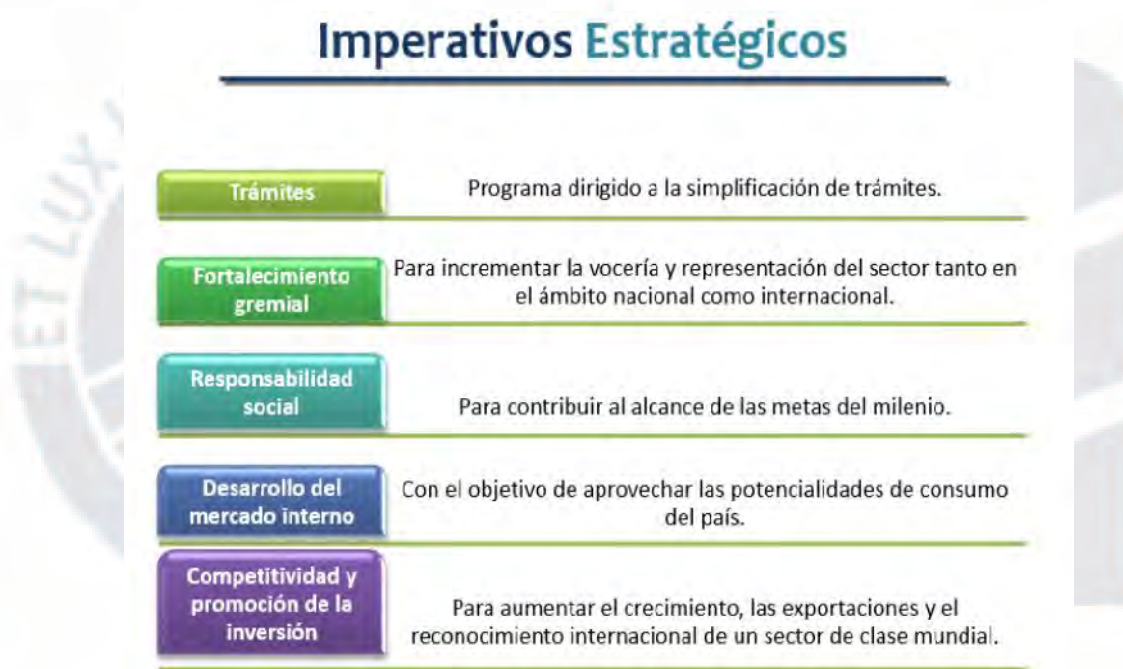 Imperativos Estratégicos
Trámites
Programa dirigido a la simplificación de trámites.
Fortalecimiento
gremial
Para incrementar la vocería y representación del sector tanto en
el ámbito nacional como internacional.
Responsabilidad
social
Para contribuir al alcance de las metas del milenio.
Desarrollo del
mercado interno
Con el objetivo de aprovechar las potencialidades de consumo
del país.
Competitividad y
promoción de la
inversión
Para aumentar el crecimiento, las exportaciones y el
reconocimiento internacional de un sector de clase mundial.
ET LUX